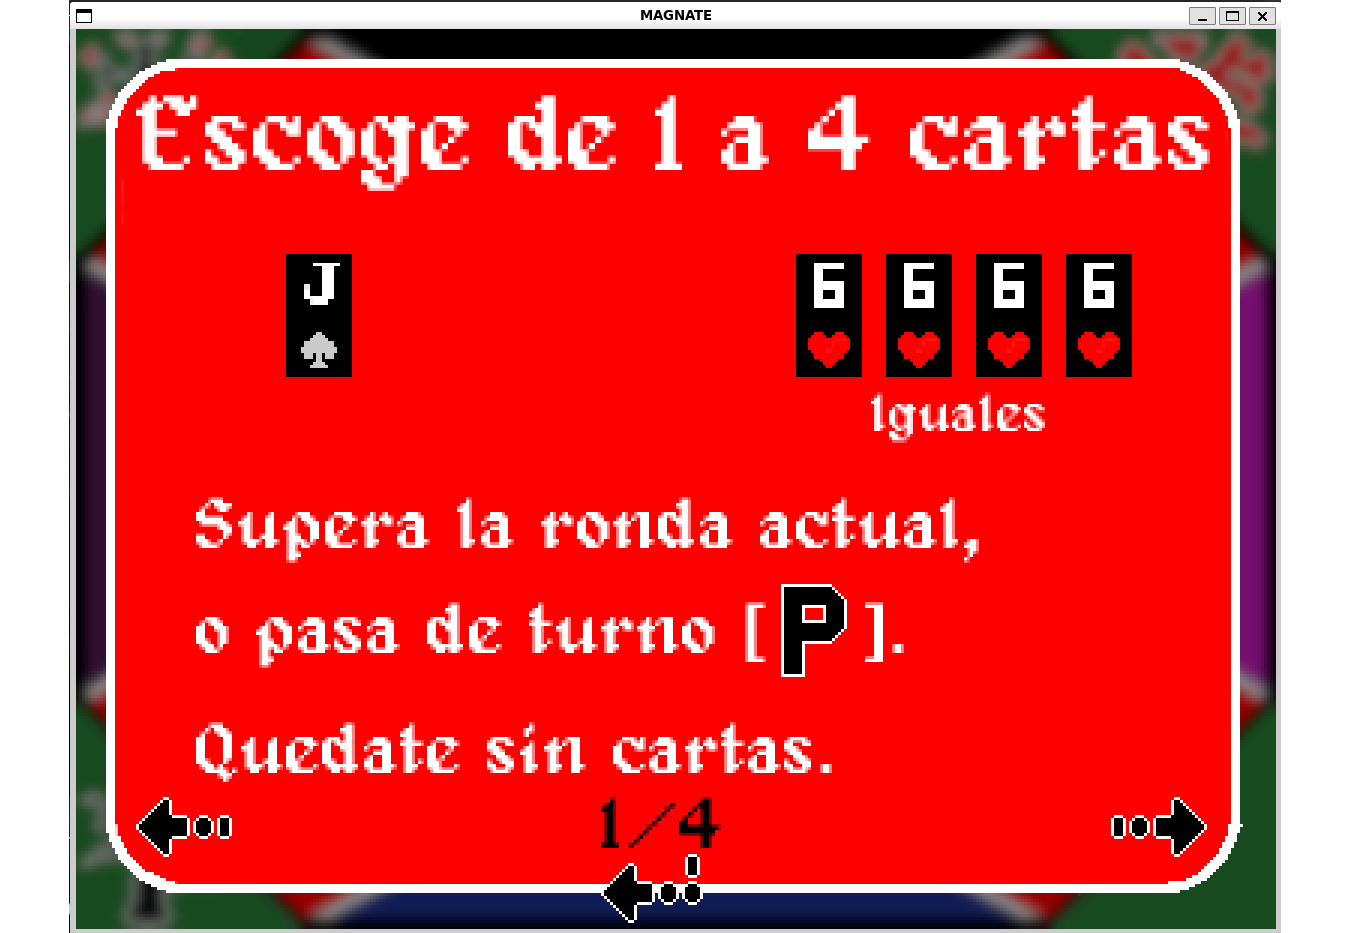 MAGNATE
Escoge de 1 a 4 cartas
J 6 6 6 6
Iguales
Supera la ronda actual,
o pasa de turno [P].
Quedate sin cartas.
1/4